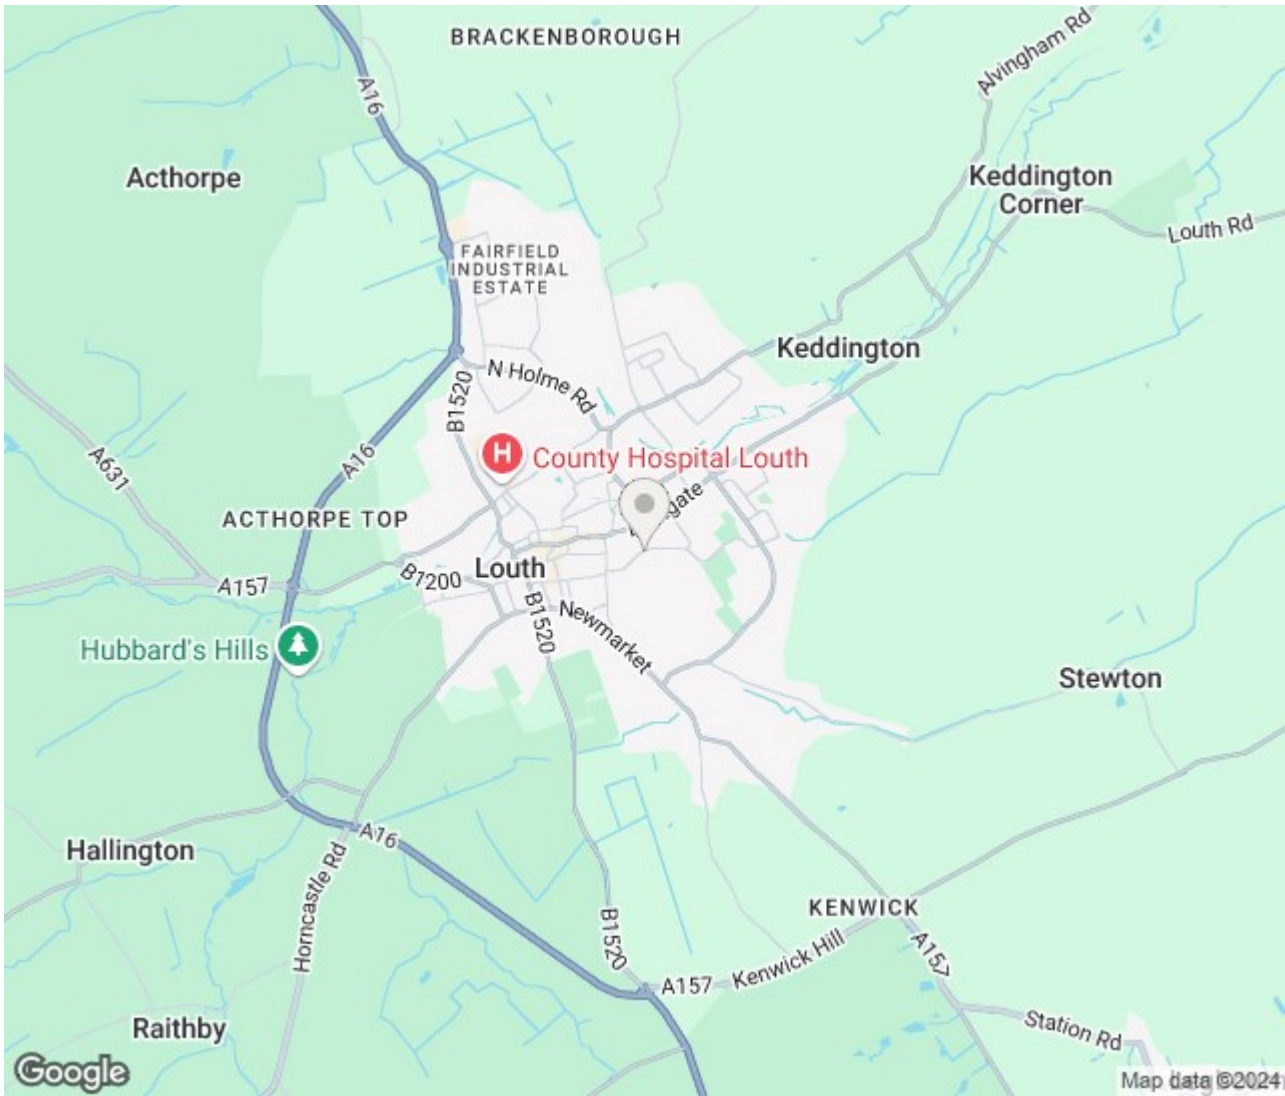 BRACKENBOROUGH
Alvingham Rd
A16
Acthorpe
Keddington
Corner
Louth Rd
FAIRFIELD
INDUSTRIAL
ESTATE
Keddington
N Holme Rd
B1520
A16
A631
County Hospital Louth
H
ACTHORPE TOP
Louth
B1200
A157
B1520
Newmarket
Hubbard's Hills
Stewton
Hallington
A16
Horncastle Rd
KENWICK
B1520
A157
Kenwick Hill
A157
Raithby
Station Rd
Google
Map data ©2024